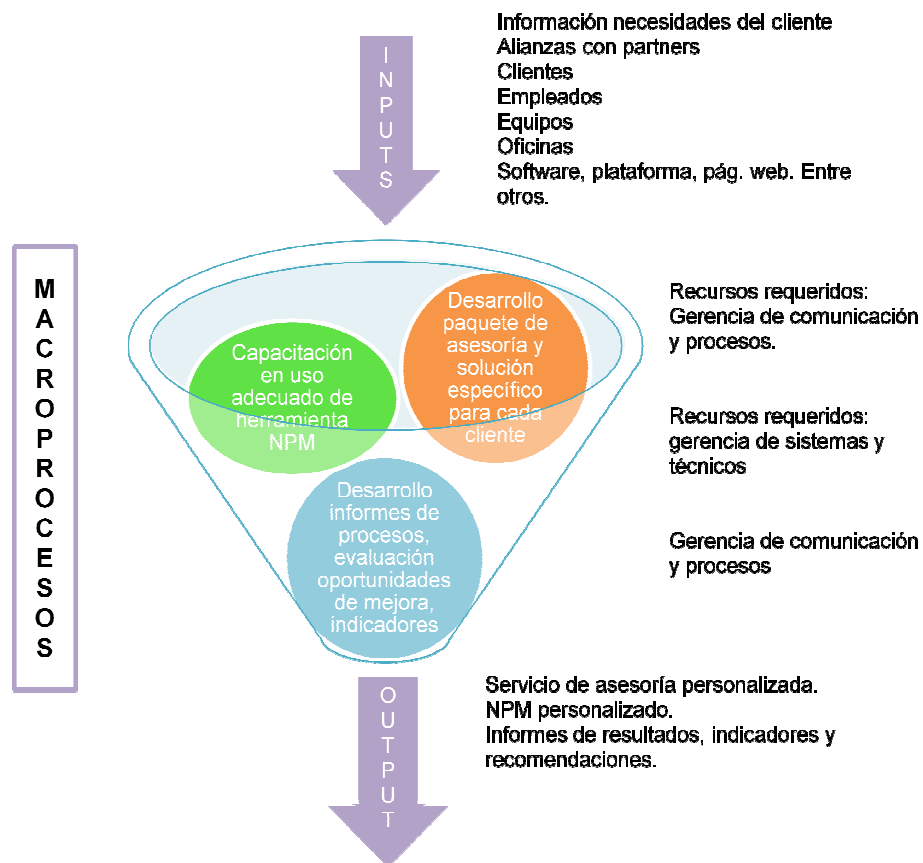 INPUTS
Información necesidades del cliente
Alianzas con partners
Clientes
Empleados
Equipos
Oficinas
Software, plataforma, pág. web. Entre
otros.
MACROPROCESOS
Desarrollo
paquete de
asesoría y
solución
específico
para cada
cliente
Capacitación
en uso
adecuado de
herramienta
NPM
Desarrollo
informes de
procesos,
evaluación
oportunidades
de mejora,
indicadores
Recursos requeridos:
Gerencia de comunicación
y procesos.
Recursos requeridos:
gerencia de sistemas y
técnicos
Gerencia de comunicación
y procesos
OUTPUT
Servicio de asesoría personalizada.
NPM personalizado.
Informes de resultados, indicadores y
recomendaciones.